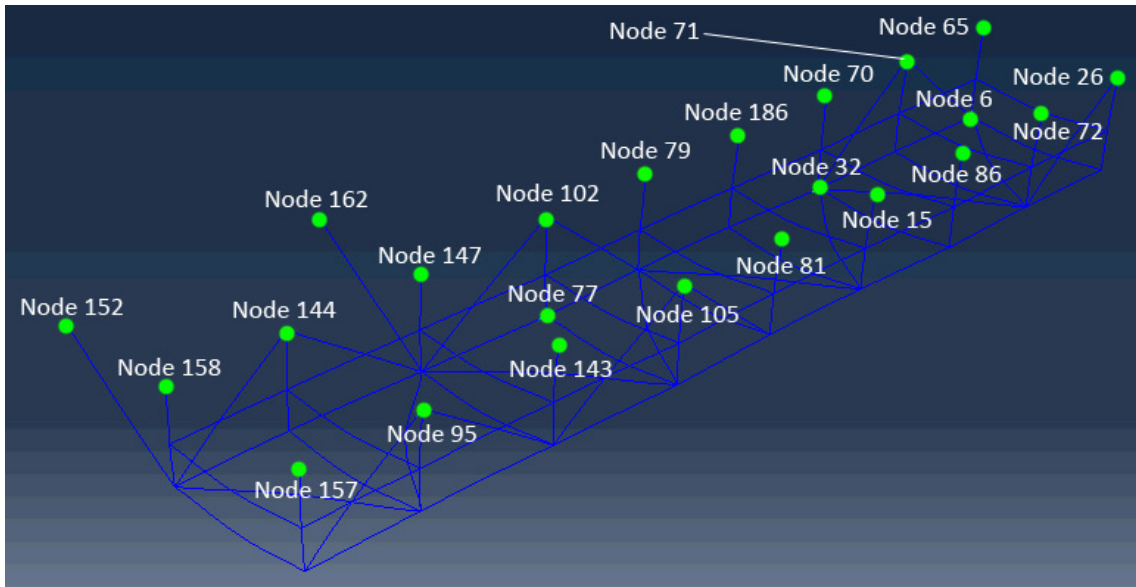 Node 71
Node 65
Node 70
Node 26
Node 6
Node 186
Node 72
Node 79
Node 32
Node 86
Node 162
Node 102
Node 15
Node 147
Node 81
Node 152
Node 144
Node 77
Node 105
Node 158
Node 143
Node 95
Node 157